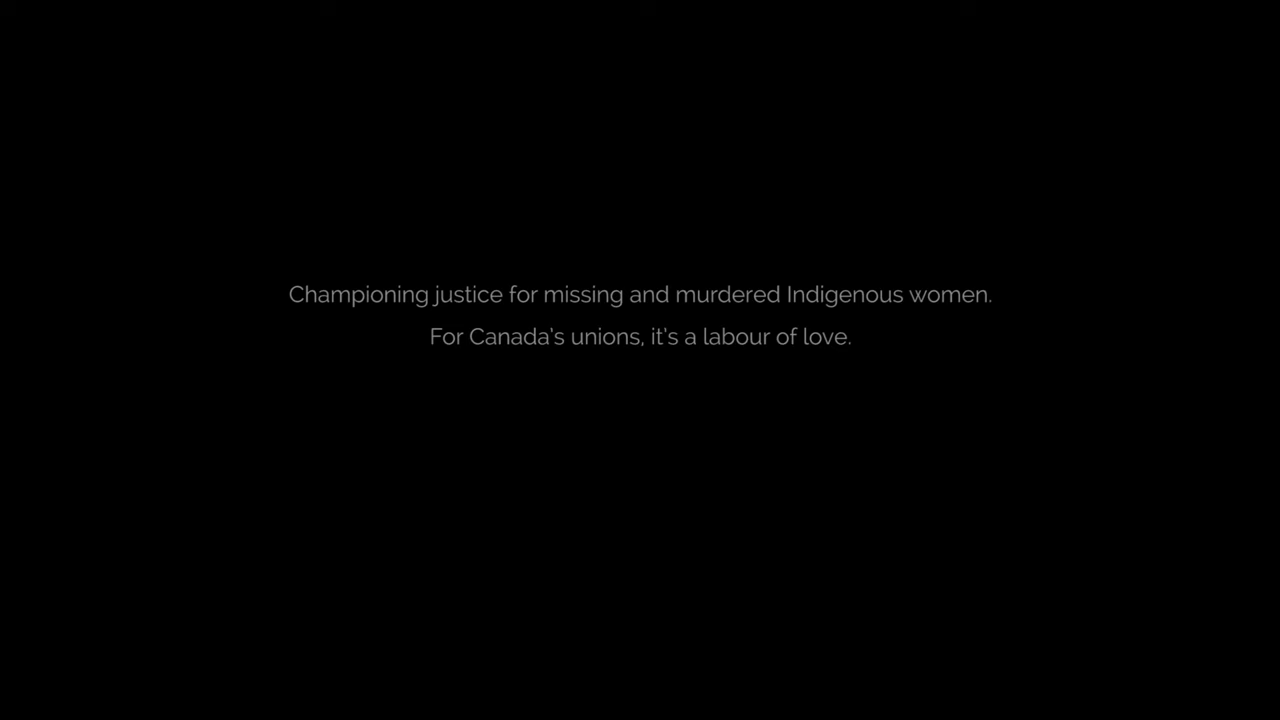 Championing justice for missing and murdered Indigenous women.
For Canada's unions, it's a labour of love.